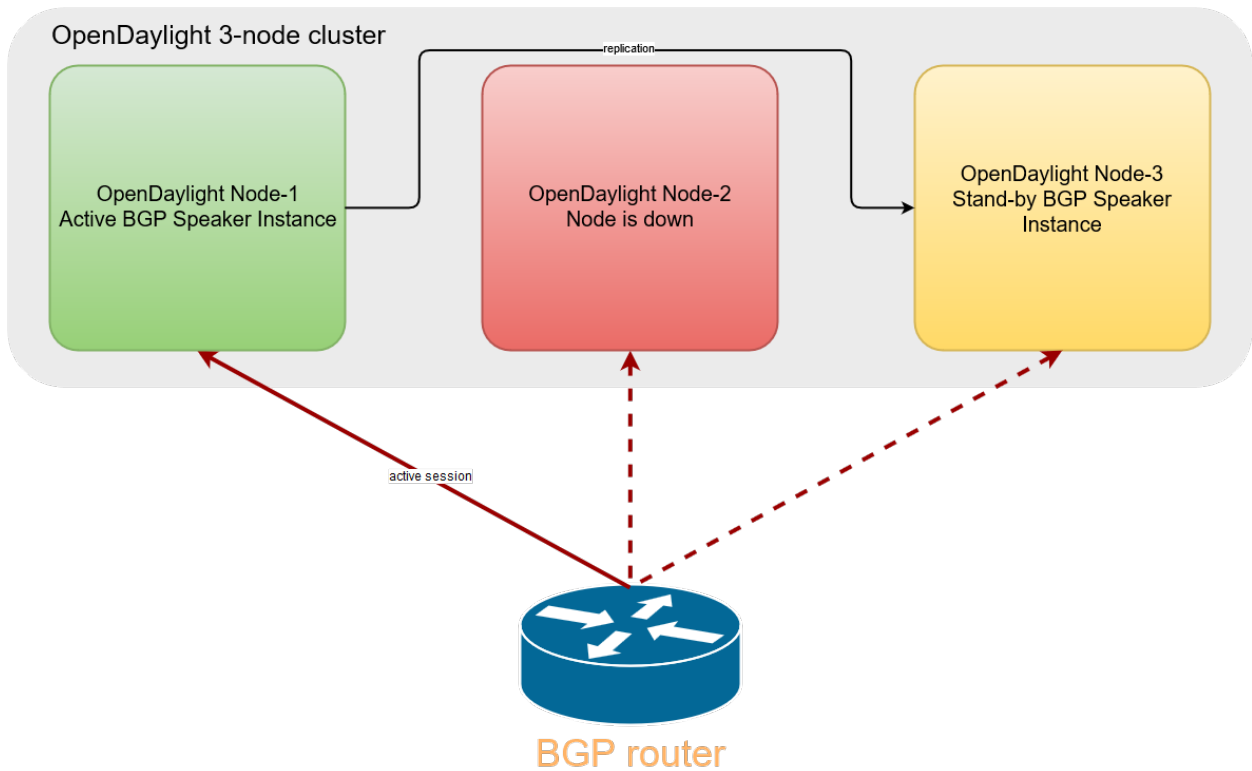 OpenDaylight 3-node cluster
replication
OpenDaylight Node-1
Active BGP Speaker Instance
OpenDaylight Node-2
Node is down
OpenDaylight Node-3
Stand-by BGP Speaker
Instance
active session
BGP router